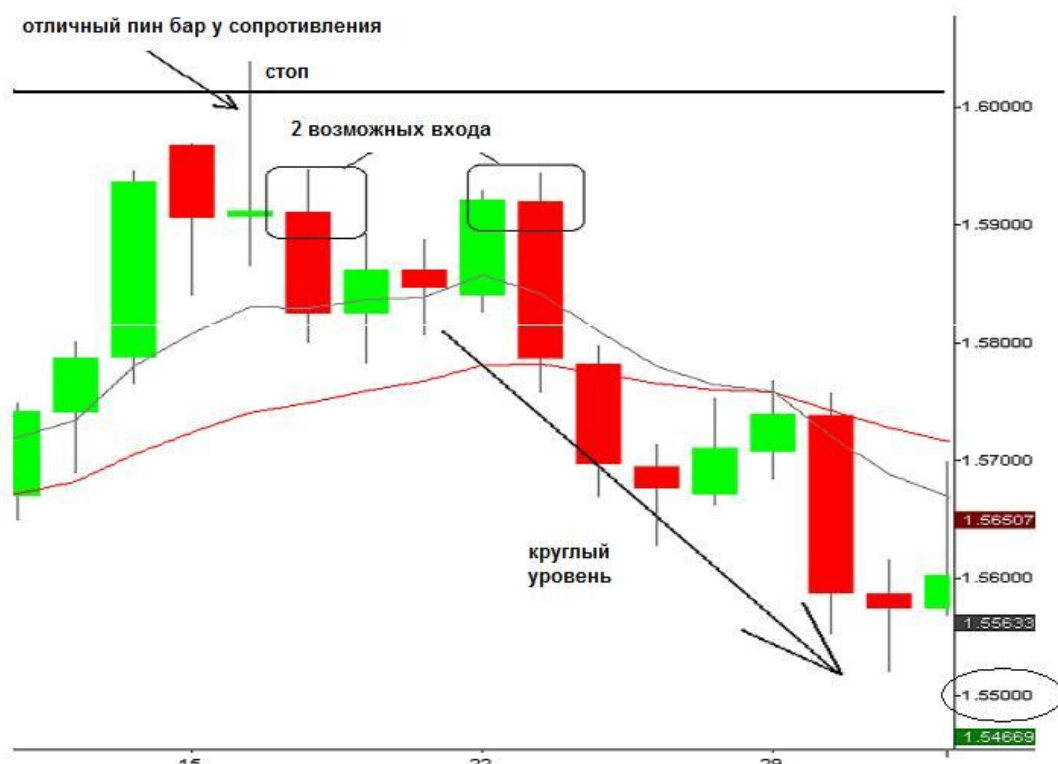 отличный пин бар у сопротивления
стоп
1.60000
2 возможных входа
1.59000
1.58000
1.57000
1.56507
круглый
уровень
1.56000
1.55633
1.55000
1.54669
15
22
29